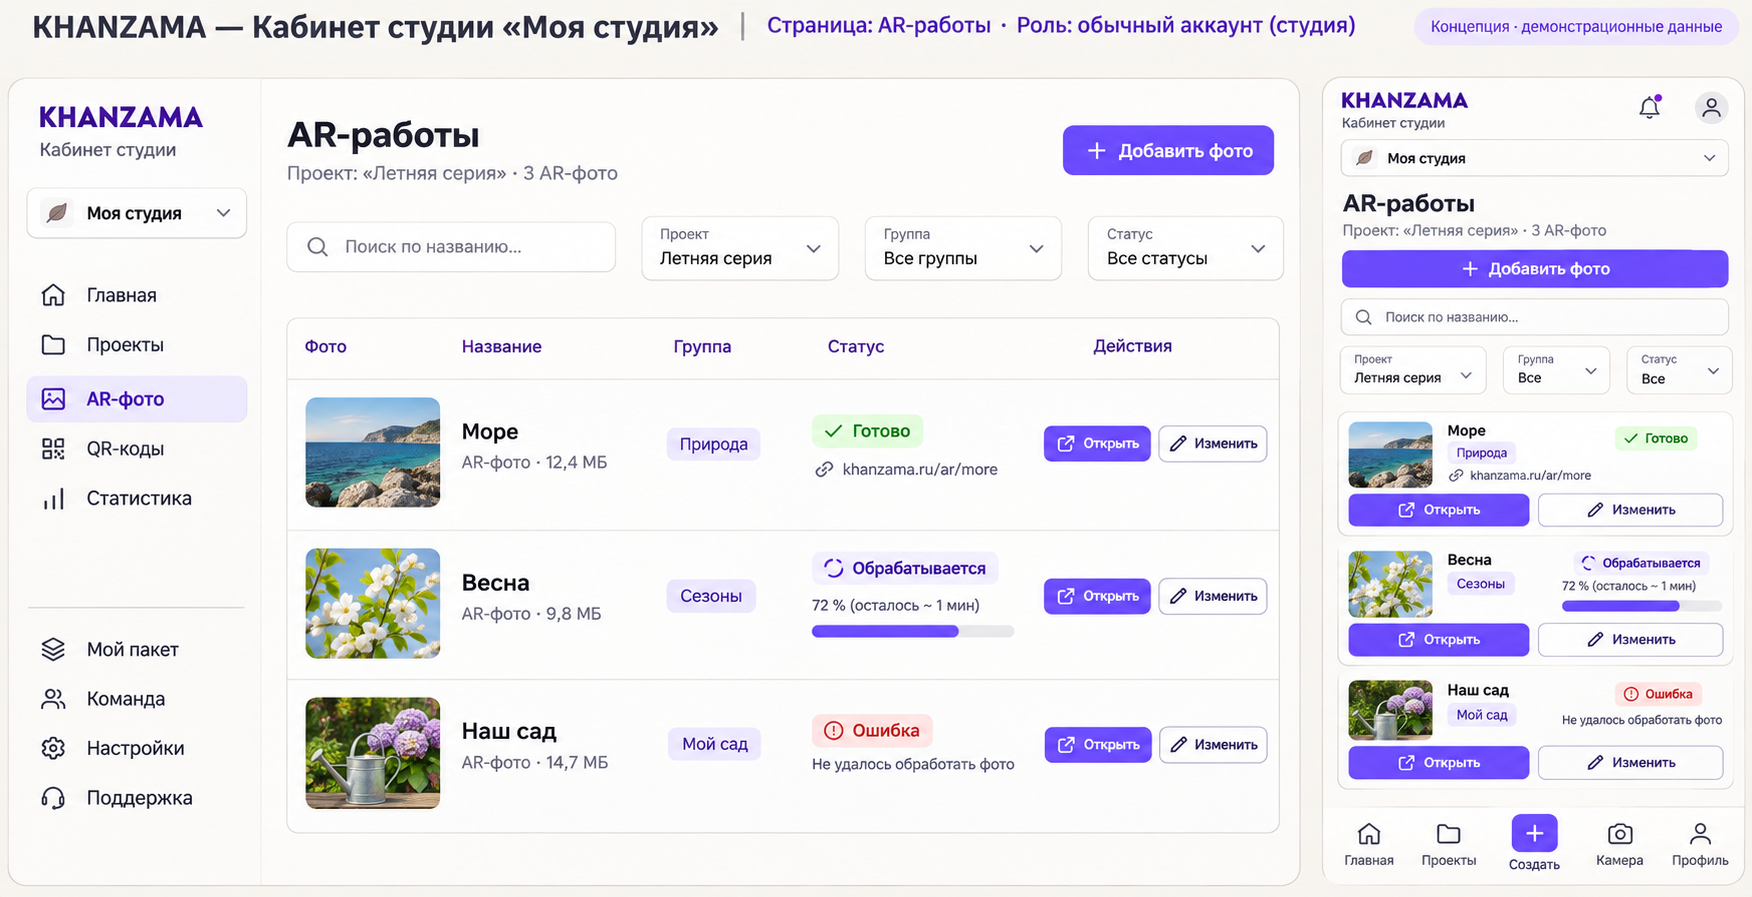 KHANZAMA — Кабинет студии «Моя студия» | Страница: AR-работы · Роль: обычный аккаунт (студия)
Концепция · демонстрационные данные
KHANZAMA
Кабинет студии
Моя студия
Главная
Проекты
AR-фото
QR-коды
Статистика
Мой пакет
Команда
Настройки
Поддержка
AR-работы
Проект: «Летняя серия» · 3 AR-фото
+ Добавить фото
Поиск по названию...
Проект
Летняя серия
Группа
Все группы
Статус
Все статусы
Фото Название Группа Статус Действия
Море
AR-фото · 12,4 МБ
Природа
Готово
khanzama.ru/ar/more
Открыть
Изменить
Весна
AR-фото · 9,8 МБ
Сезоны
Обрабатывается
72 % (осталось ~ 1 мин)
Открыть
Изменить
Наш сад
AR-фото · 14,7 МБ
Мой сад
Ошибка
Не удалось обработать фото
Открыть
Изменить
KHANZAMA
Кабинет студии
Моя студия
AR-работы
Проект: «Летняя серия» · 3 AR-фото
+ Добавить фото
Поиск по названию...
Проект
Летняя серия
Группа
Все
Статус
Все
Море
Природа
Готово
khanzama.ru/ar/more
Открыть
Изменить
Весна
Сезоны
Обрабатывается
72 % (осталось ~ 1 мин)
Открыть
Изменить
Наш сад
Мой сад
Ошибка
Не удалось обработать фото
Открыть
Изменить
Главная
Проекты
Создать
Камера
Профиль